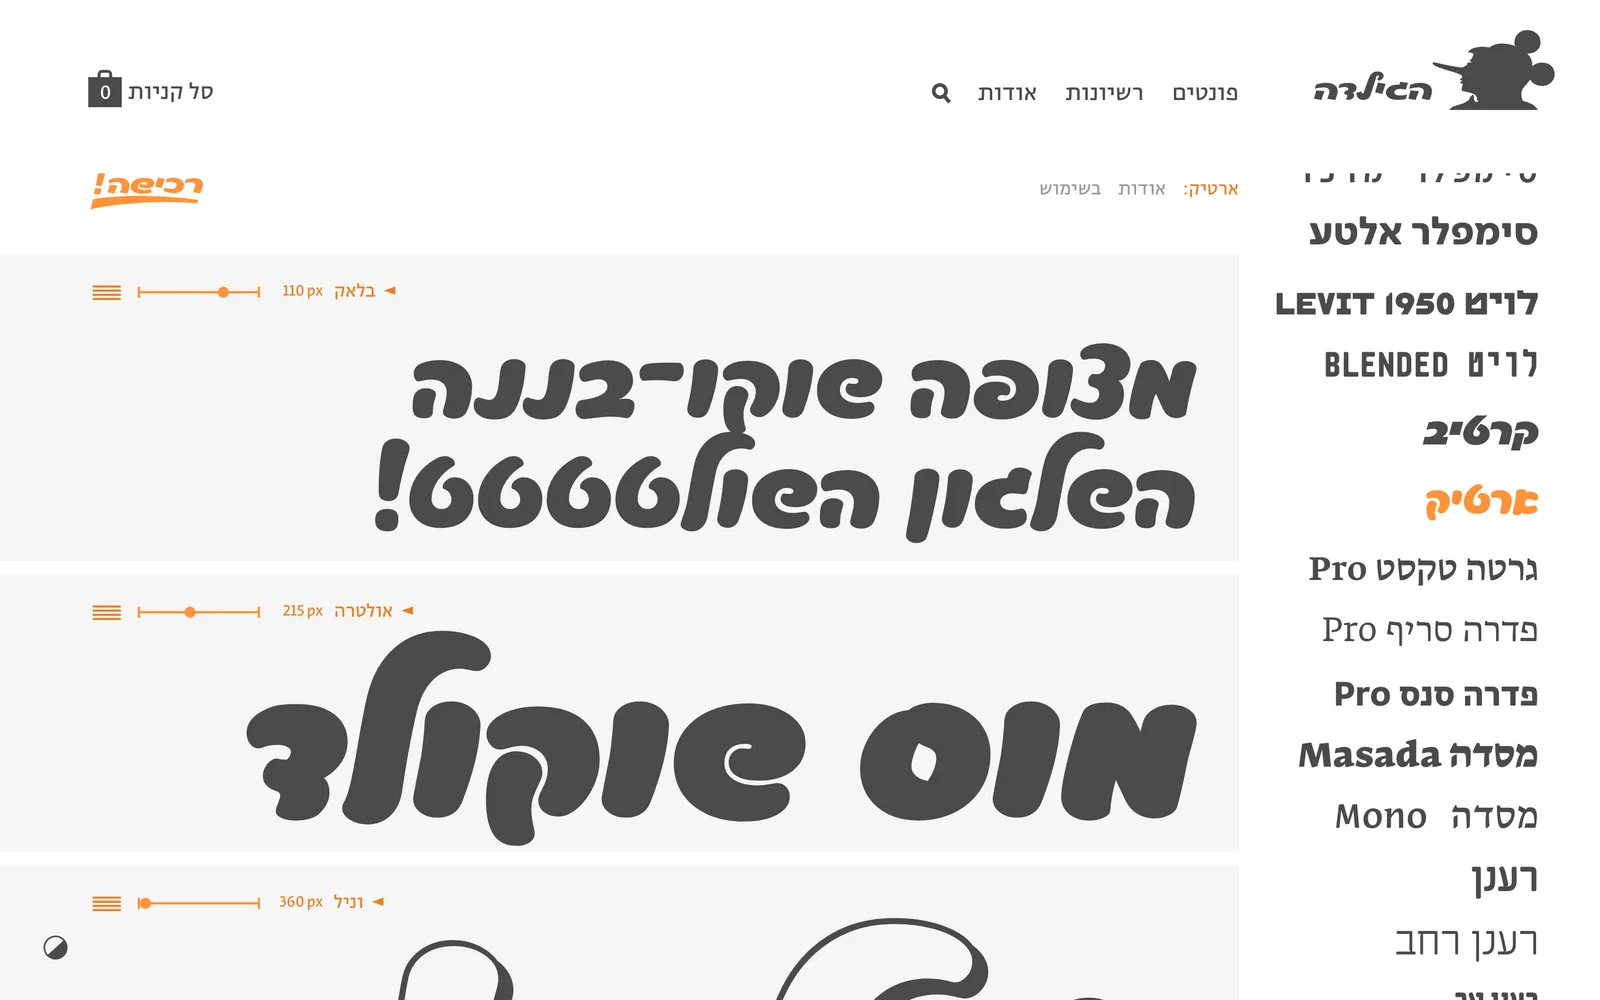 הגילדה
פונטים רשיונות אודות
סל קניות 0
ארטיק: אודות בשימוש
רכישה!
סימפלר אלטע
לויט LEVIT 1950
לויט BLENDED
קרטיב
ארטיק
גרטה טקסט Pro
פדרה סריף Pro
פדרה סנס Pro
מסדה Masada
מסדה Mono
רענן
רענן רחב
בלאק 110 px
מצופה שוקו־בננה
השלגון השולטטטט!
אולטרה 215 px
מוס שוקולד
וניל 360 px